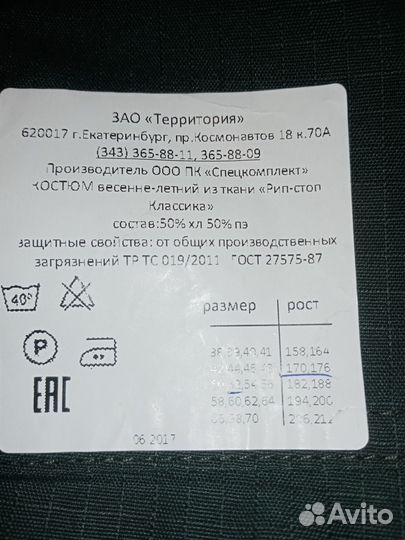 ЗАО «Территория»
620017 г.Екатеринбург, пр.Космонавтов 18 к.70А
(343) 365-88-11, 365-88-09
Производитель ООО ПК «Спецкомплект»
КОСТЮМ весенне-летний из ткани «Рип-стоп
Классика»
состав:50% хл 50% пэ
защитные свойства: от общих производственных
загрязнений ТР ТС 019/2011 ГОСТ 27575-87
40°
P
размер рост
158,164
170,176
182,188
58,60,62,64 194,200
EAC
06.2017
Avito